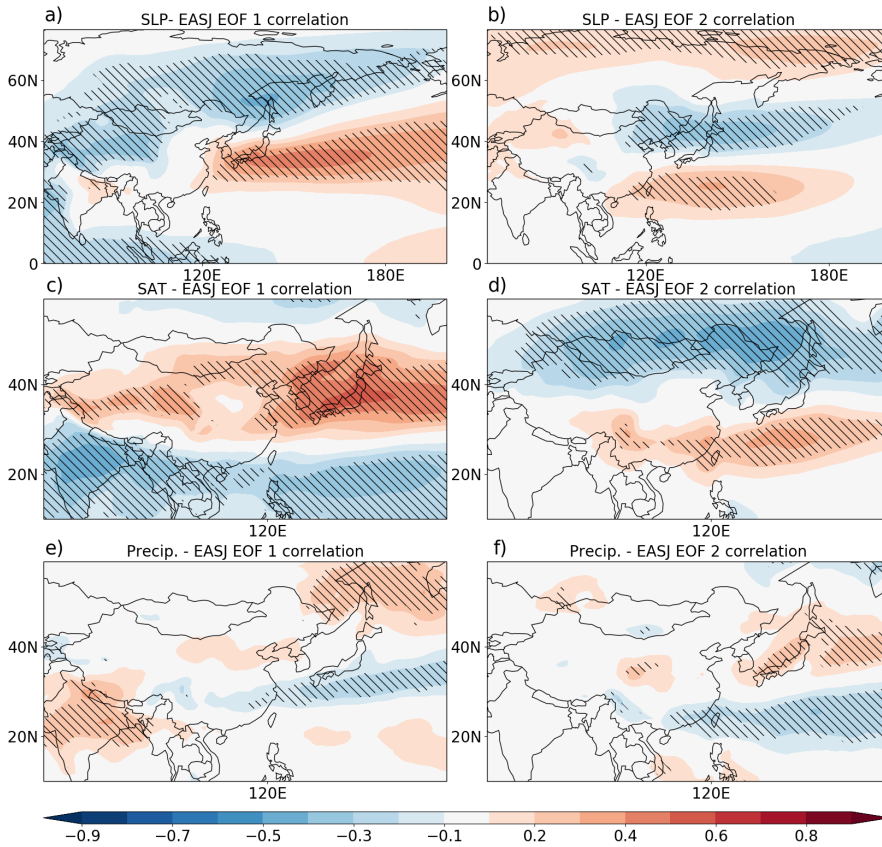 a) SLP- EASJ EOF 1 correlation
b) SLP - EASJ EOF 2 correlation
60N
40N
20N
0
120E 180E
60N
40N
20N
0
120E 180E
c) SAT - EASJ EOF 1 correlation
d) SAT - EASJ EOF 2 correlation
40N
20N
120E
40N
20N
120E
e) Precip. - EASJ EOF 1 correlation
f) Precip. - EASJ EOF 2 correlation
40N
20N
120E
40N
20N
120E
−0.9 −0.7 −0.5 −0.3 −0.1 0.2 0.4 0.6 0.8